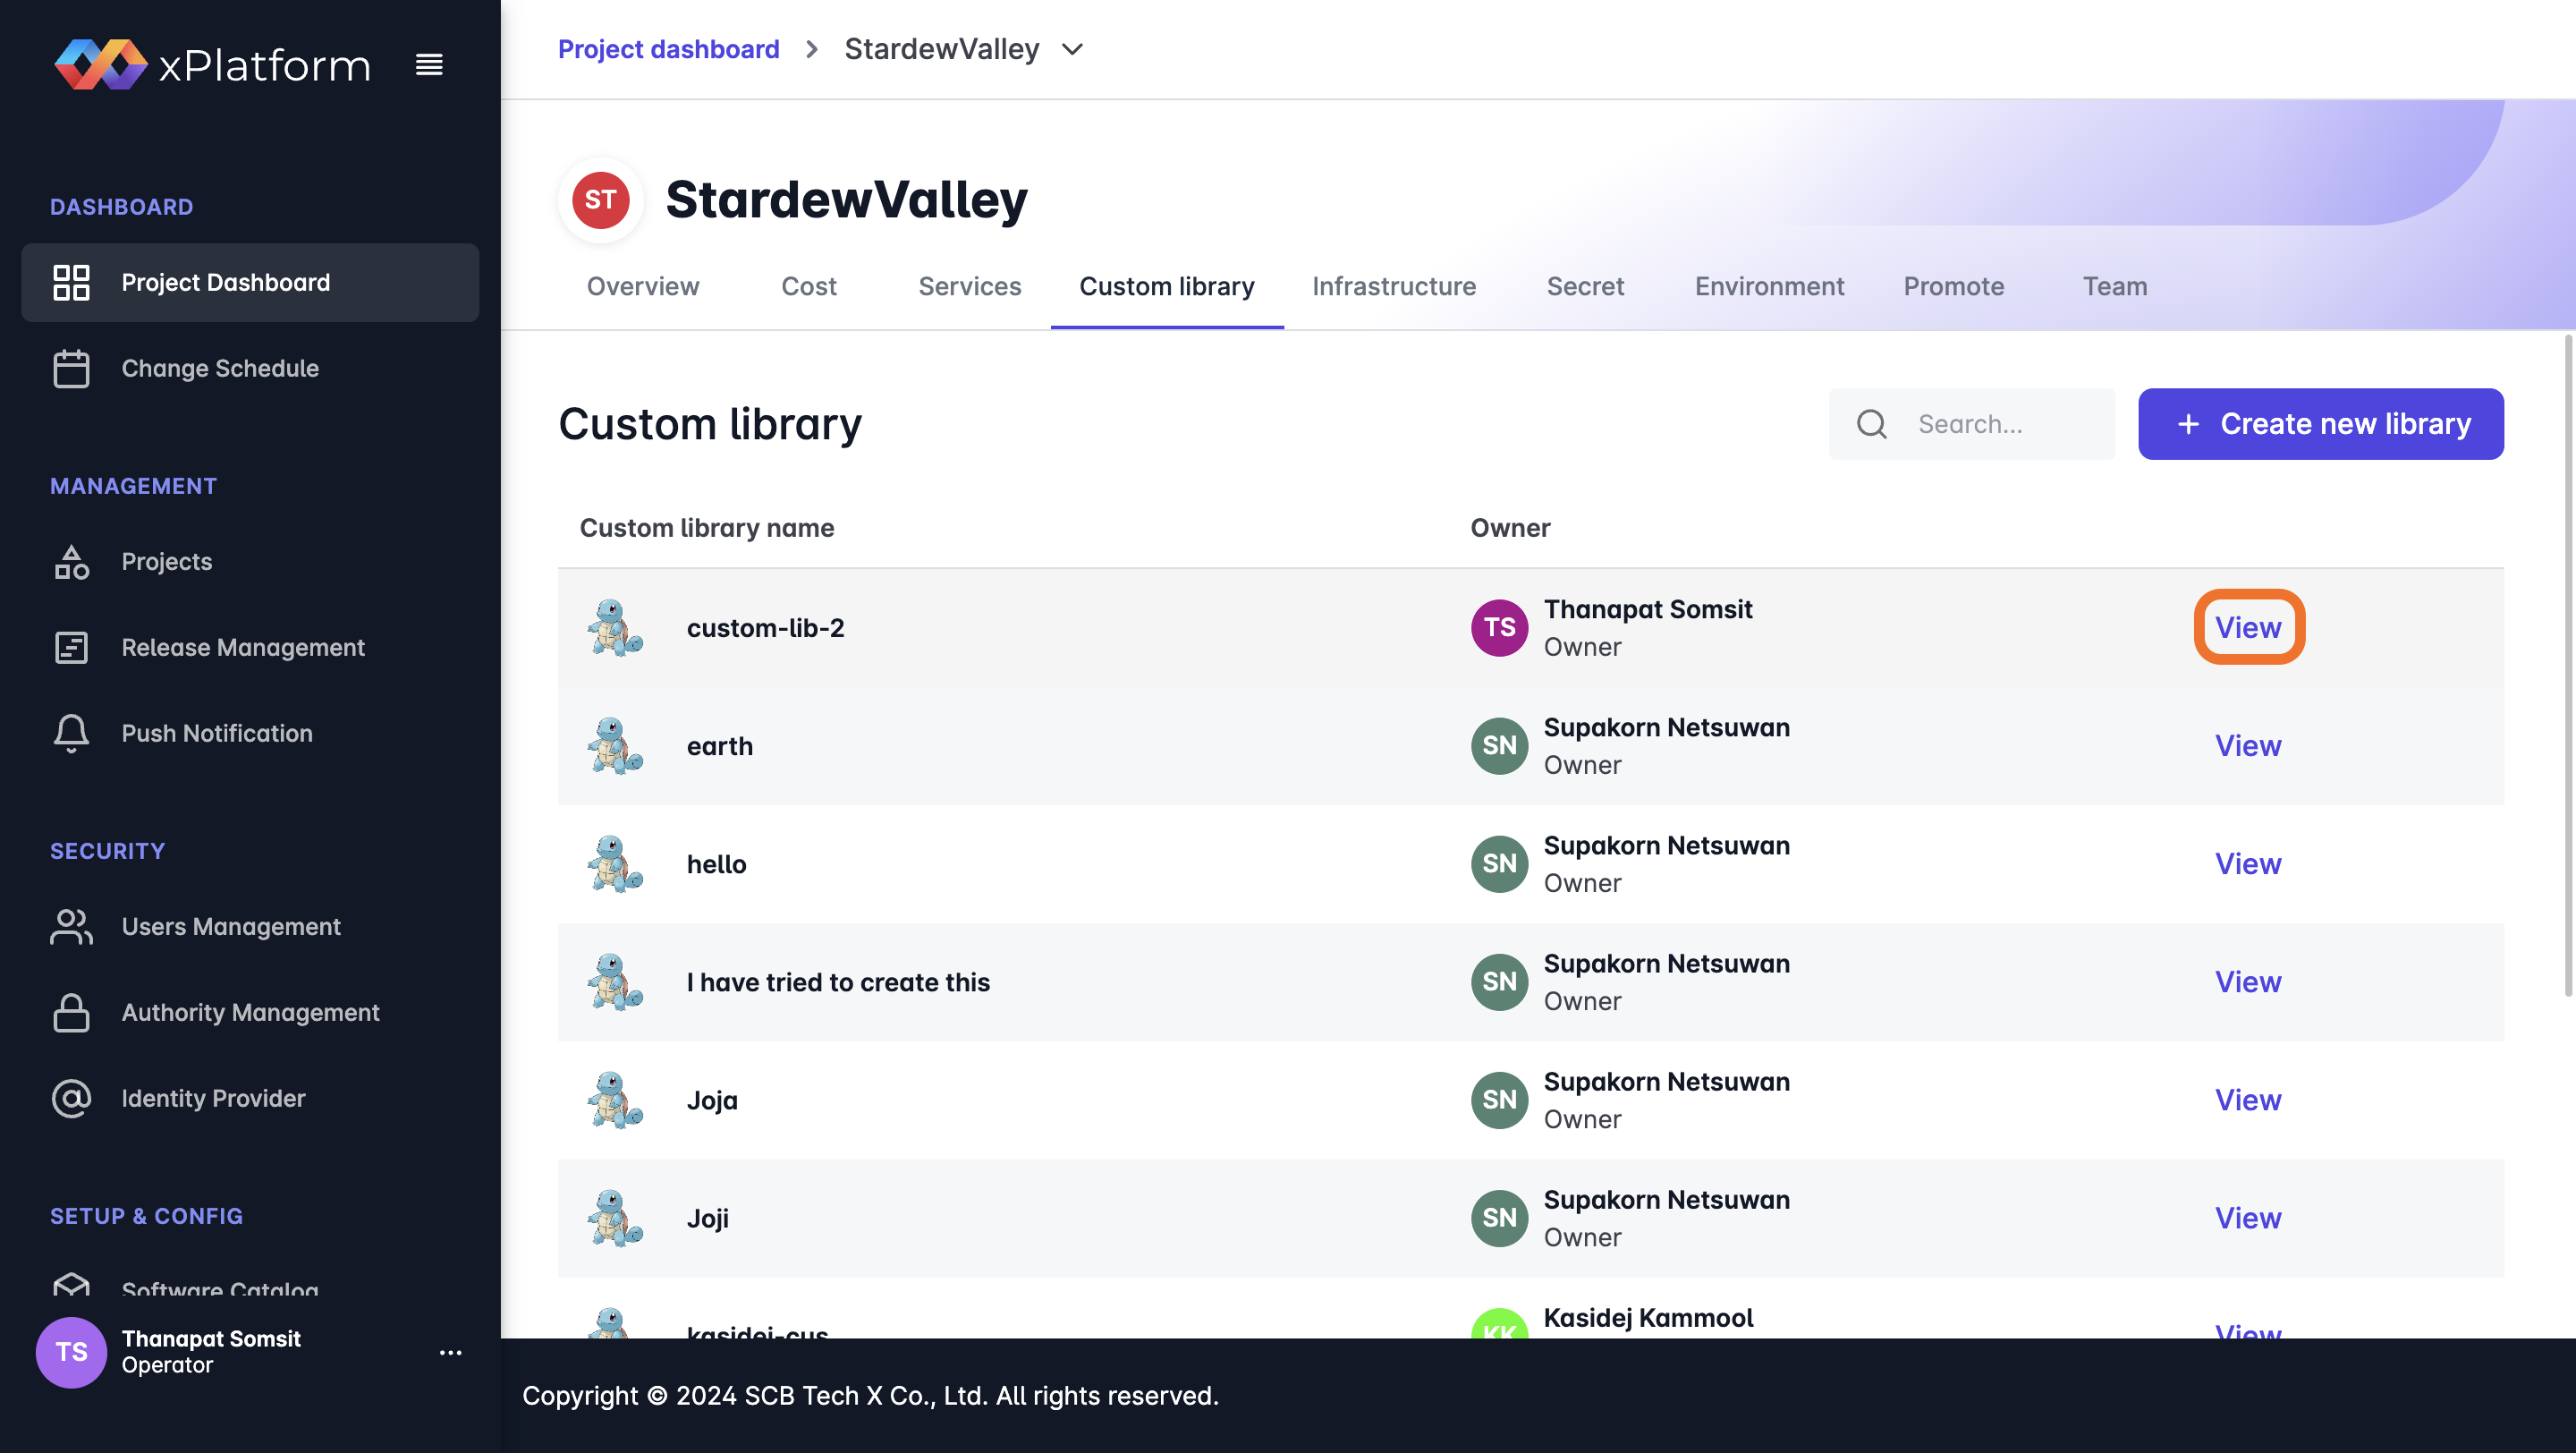 xPlatform
DASHBOARD
Project Dashboard
Change Schedule
MANAGEMENT
Projects
Release Management
Push Notification
SECURITY
Users Management
Authority Management
Identity Provider
SETUP & CONFIG
Software Catalog
TS
Thanapat Somsit
Operator
Project dashboard
StardewValley
ST
StardewValley
Overview
Cost
Services
Custom library
Infrastructure
Secret
Environment
Promote
Team
Custom library
Search...
+ Create new library
Custom library name
Owner
custom-lib-2
TS
Thanapat Somsit
Owner
View
earth
SN
Supakorn Netsuwan
Owner
View
hello
SN
Supakorn Netsuwan
Owner
View
I have tried to create this
SN
Supakorn Netsuwan
Owner
View
Joja
SN
Supakorn Netsuwan
Owner
View
Joji
SN
Supakorn Netsuwan
Owner
View
kasidej-cus
KK
Kasidej Kammool
View
Copyright © 2024 SCB Tech X Co., Ltd. All rights reserved.